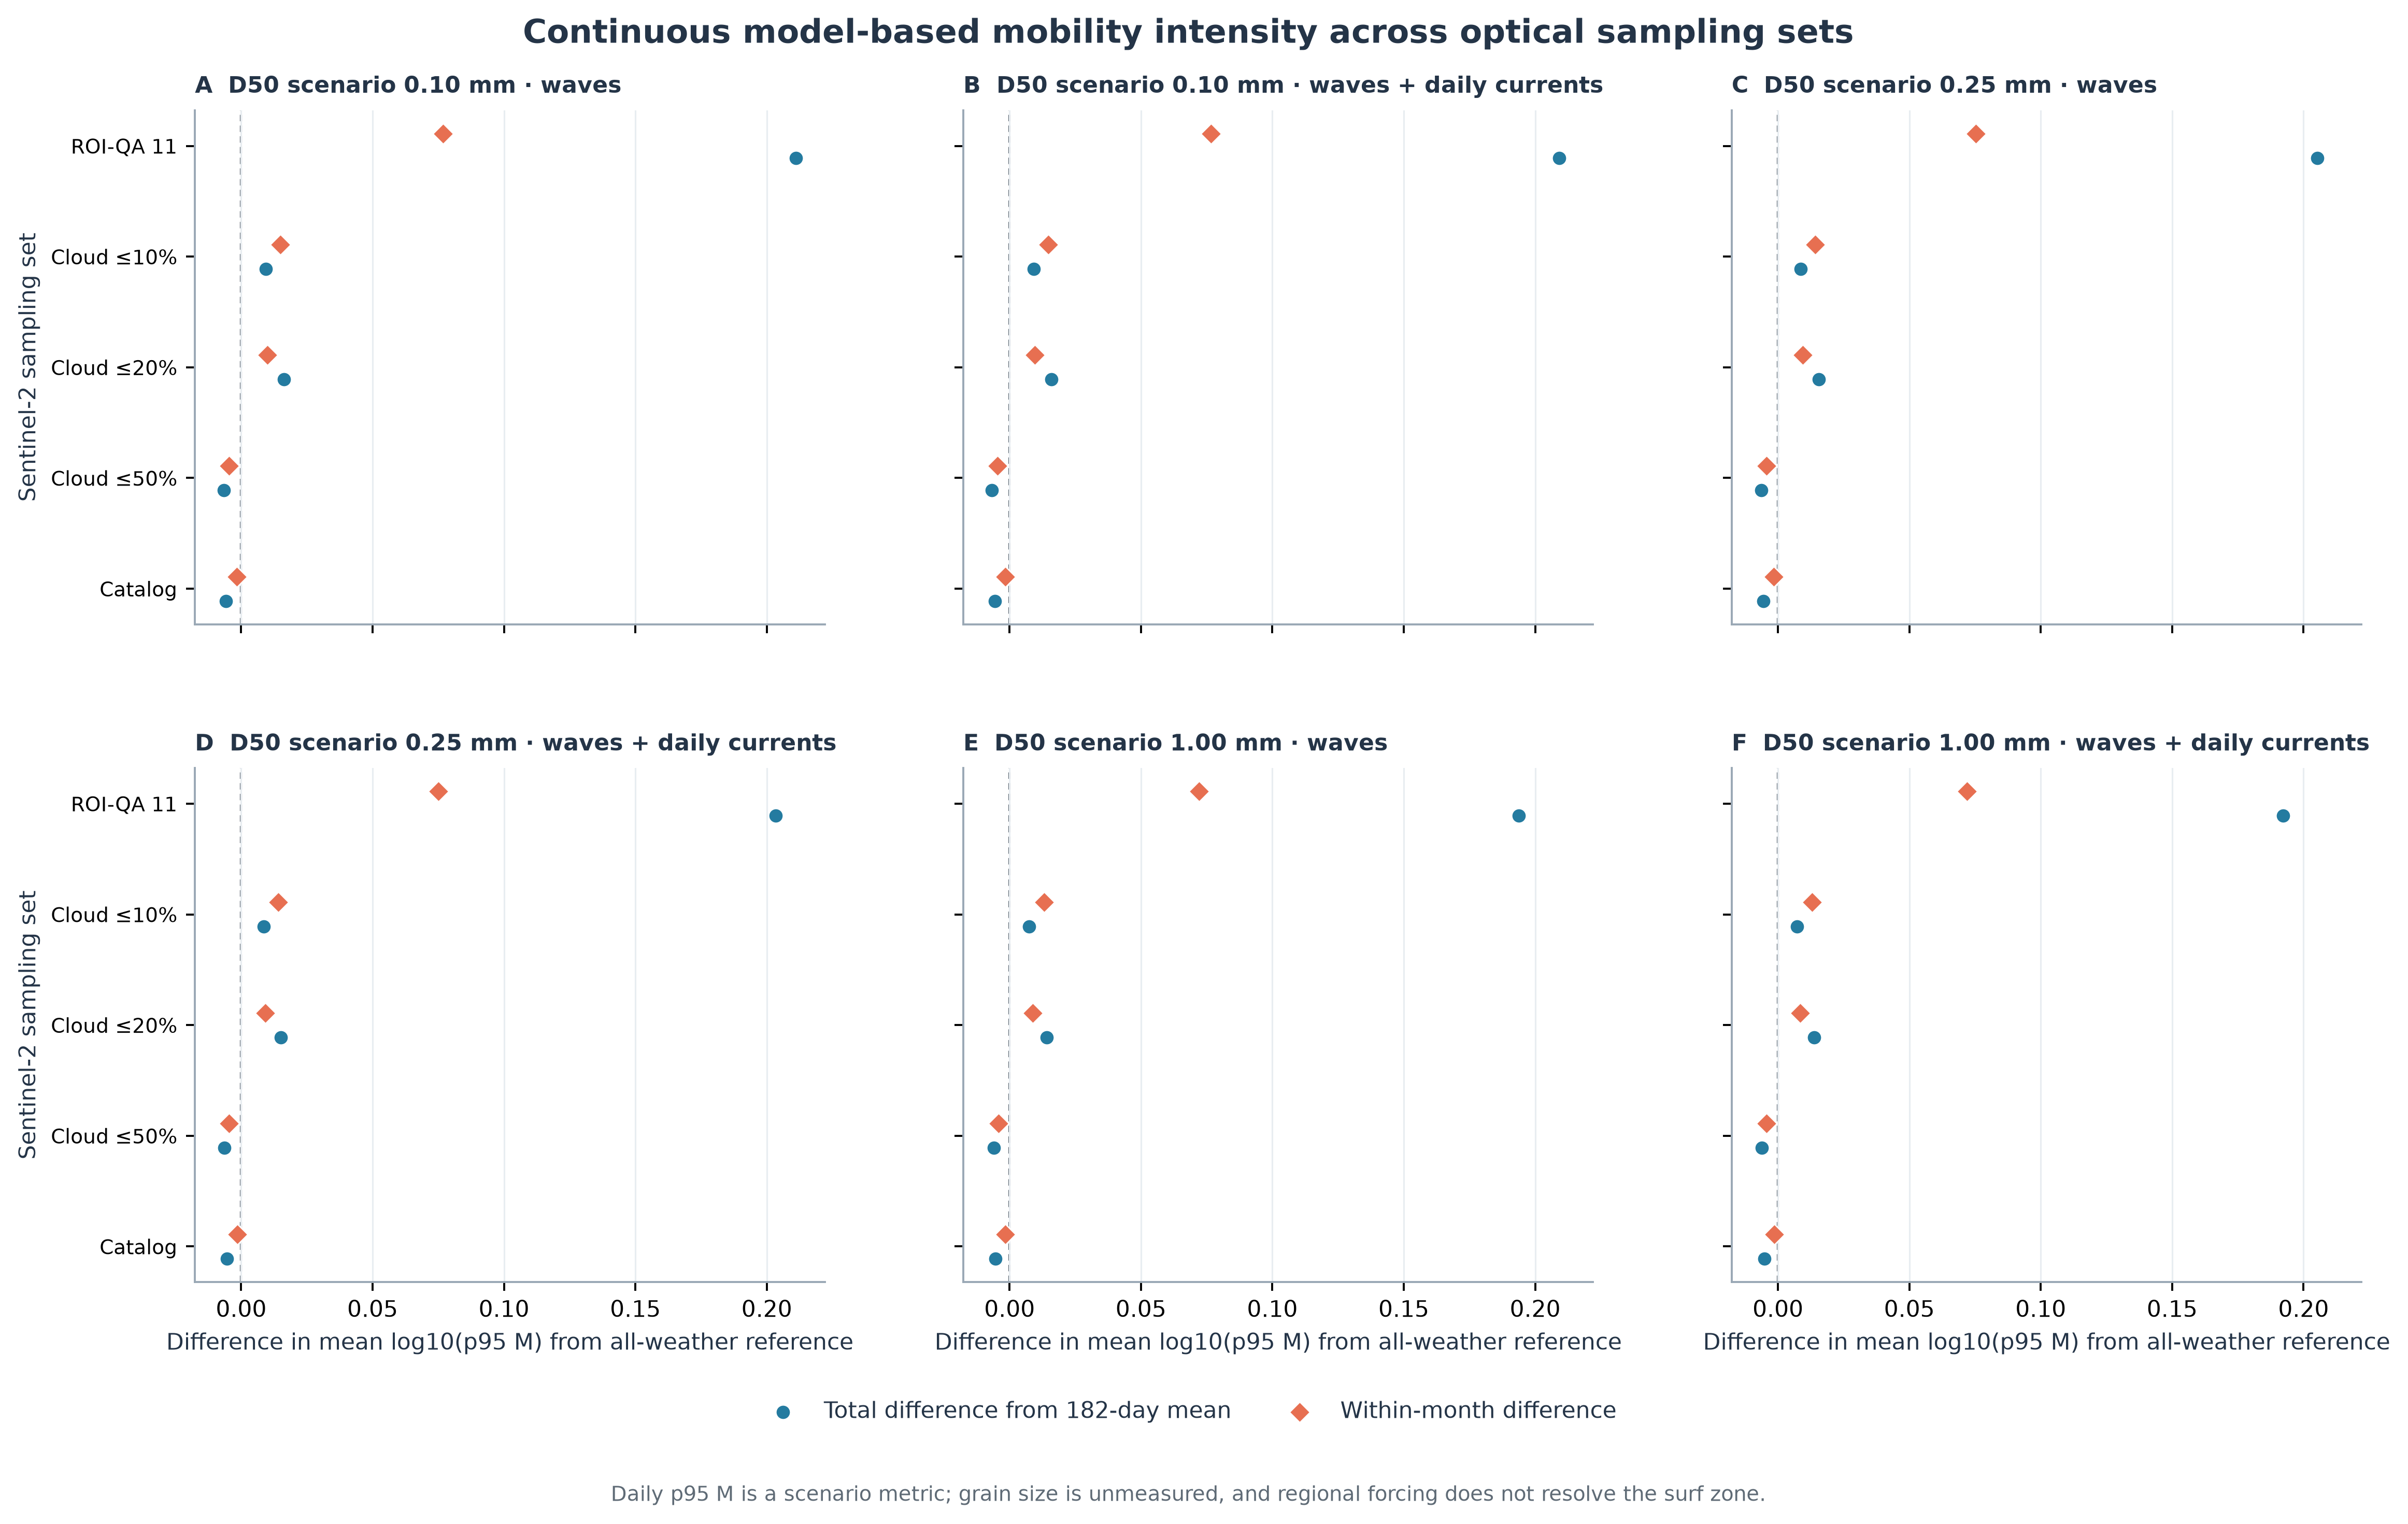 Continuous model-based mobility intensity across optical sampling sets
A D50 scenario 0.10 mm · waves
B D50 scenario 0.10 mm · waves + daily currents
C D50 scenario 0.25 mm · waves
Sentinel-2 sampling set
ROI-QA 11
Cloud ≤10%
Cloud ≤20%
Cloud ≤50%
Catalog
D D50 scenario 0.25 mm · waves + daily currents
E D50 scenario 1.00 mm · waves
F D50 scenario 1.00 mm · waves + daily currents
Sentinel-2 sampling set
ROI-QA 11
Cloud ≤10%
Cloud ≤20%
Cloud ≤50%
Catalog
0.00 0.05 0.10 0.15 0.20
0.00 0.05 0.10 0.15 0.20
0.00 0.05 0.10 0.15 0.20
Difference in mean log10(p95 M) from all-weather reference
Difference in mean log10(p95 M) from all-weather reference
Difference in mean log10(p95 M) from all-weather reference
Total difference from 182-day mean
Within-month difference
Daily p95 M is a scenario metric; grain size is unmeasured, and regional forcing does not resolve the surf zone.